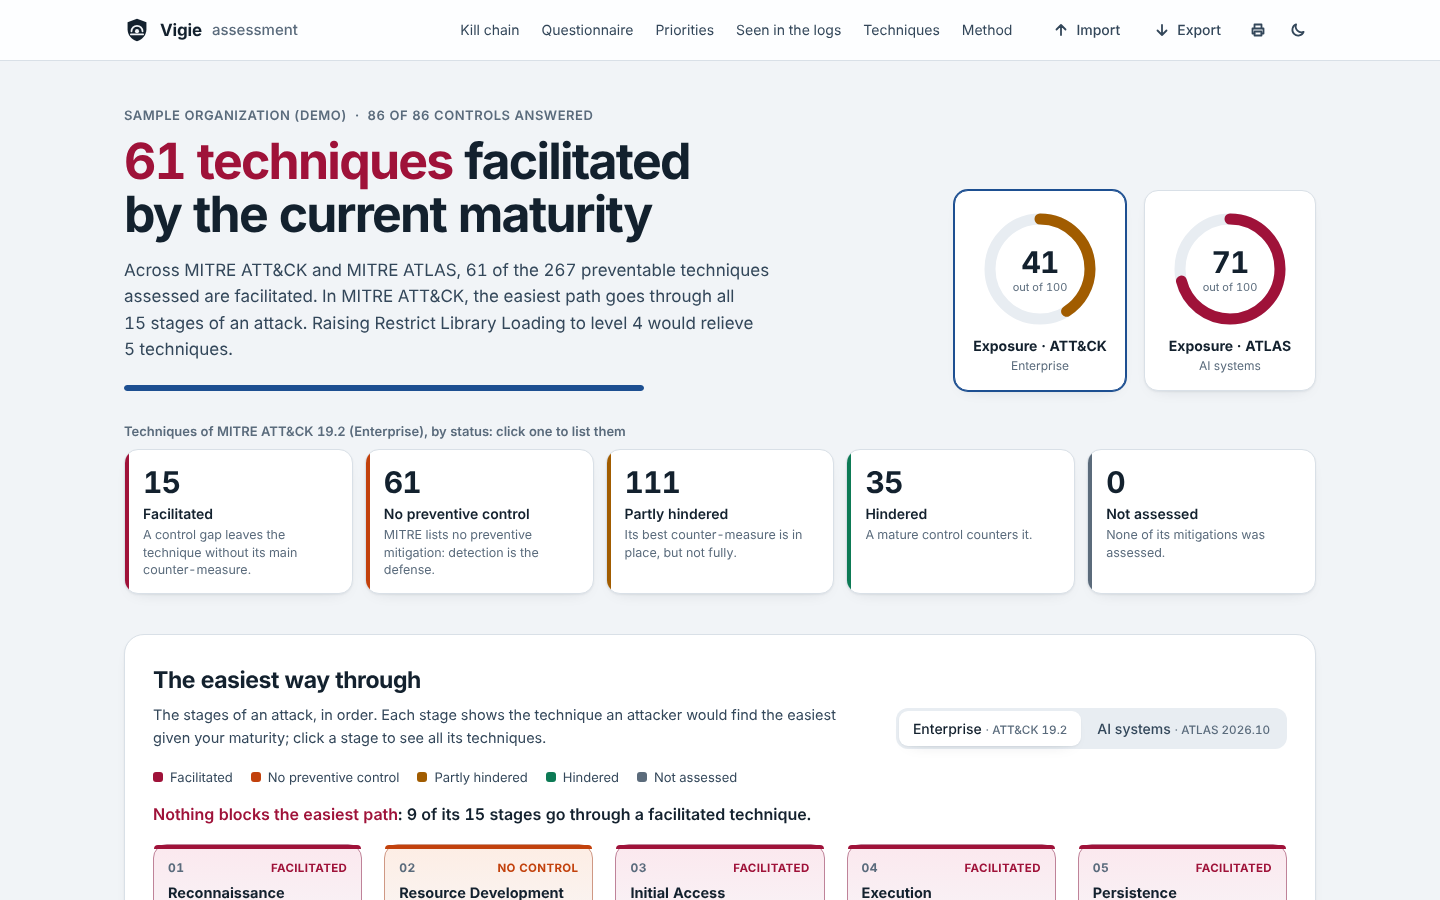 Vigie assessment
Kill chain Questionnaire Priorities Seen in the logs Techniques Method Import Export
SAMPLE ORGANIZATION (DEMO) · 86 OF 86 CONTROLS ANSWERED
61 techniques facilitated
by the current maturity
Across MITRE ATT&CK and MITRE ATLAS, 61 of the 267 preventable techniques
assessed are facilitated. In MITRE ATT&CK, the easiest path goes through all
15 stages of an attack. Raising Restrict Library Loading to level 4 would relieve
5 techniques.
41
out of 100
Exposure · ATT&CK
Enterprise
71
out of 100
Exposure · ATLAS
AI systems
Techniques of MITRE ATT&CK 19.2 (Enterprise), by status: click one to list them
15
Facilitated
A control gap leaves the
technique without its main
counter-measure.
61
No preventive control
MITRE lists no preventive
mitigation: detection is the
defense.
111
Partly hindered
Its best counter-measure is in
place, but not fully.
35
Hindered
A mature control counters it.
0
Not assessed
None of its mitigations was
assessed.
The easiest way through
The stages of an attack, in order. Each stage shows the technique an attacker would find the easiest
given your maturity; click a stage to see all its techniques.
Enterprise · ATT&CK 19.2
AI systems · ATLAS 2026.10
Facilitated No preventive control Partly hindered Hindered Not assessed
Nothing blocks the easiest path: 9 of its 15 stages go through a facilitated technique.
01 FACILITATED
Reconnaissance
02 NO CONTROL
Resource Development
03 FACILITATED
Initial Access
04 FACILITATED
Execution
05 FACILITATED
Persistence